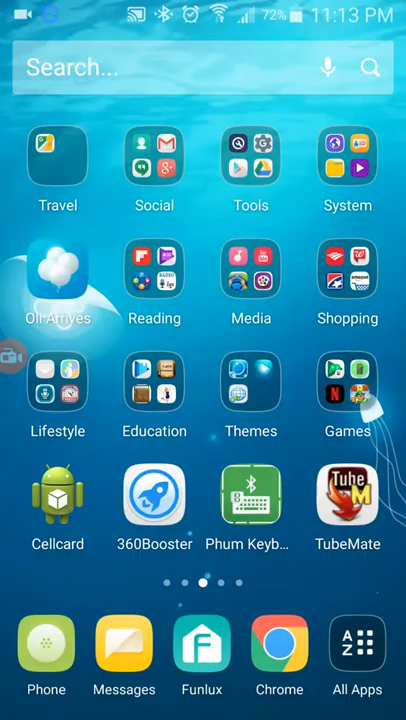 72% 11:13 PM
Search...
Travel Social Tools System
Oli Arrives Reading Media Shopping
Lifestyle Education Themes Games
Tube
M
Cellcard 360Booster Phum Keyb... TubeMate
F
A
Z
Phone Messages Funlux Chrome All Apps